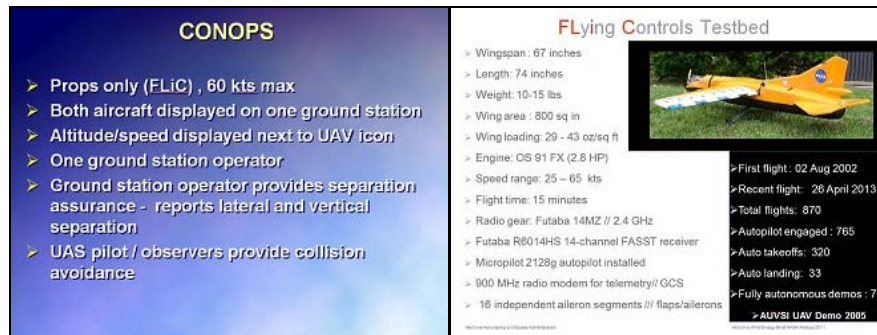 CONOPS
Props only (FLiC) , 60 kts max
Both aircraft displayed on one ground station
Altitude/speed displayed next to UAV icon
One ground station operator
Ground station operator provides separation
assurance - reports lateral and vertical
separation
UAS pilot / observers provide collision
avoidance
FLying Controls Testbed
Wingspan: 67 inches
Length: 74 inches
Weight: 10-15 lbs
Wing area : 800 sq in
Wing loading: 29 - 43 oz/sq ft
Engine: OS 91 FX (2.8 HP)
Speed range: 25 – 65 kts
Flight time: 15 minutes
Radio gear: Futaba 14MZ // 2.4 GHz
Futaba R6014HS 14-channel FASST receiver
Micropilot 2128g autopilot installed
900 MHz radio modem for telemetry// GCS
16 independent aileron segments /// flaps/ailerons
NASA
First flight : 02 Aug 2002
Recent flight: 26 April 2013
Total flights: 870
Autopilot engaged : 765
Auto takeoffs: 320
Auto landing: 33
Fully autonomous demos : 7
AUVSI UAV Demo 2005
National Aeronautics and Space Administration